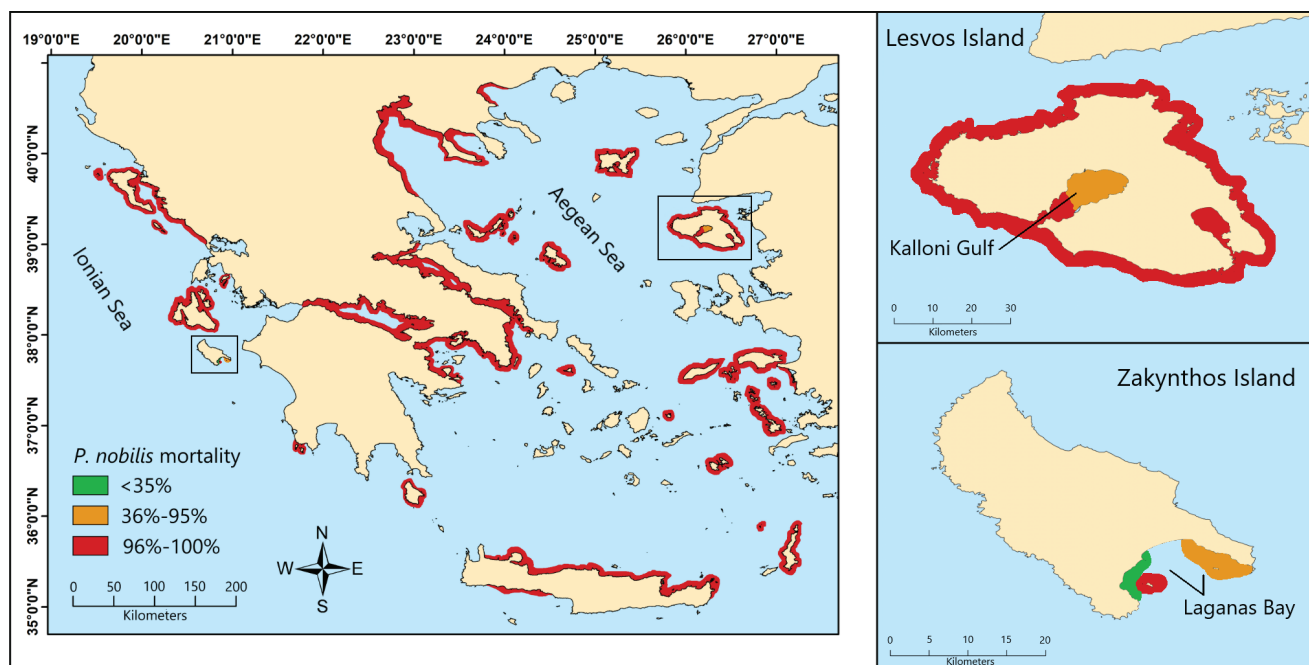 19°0'0"E 20°0'0"E 21°0'0"E 22°0'0"E 23°0'0"E 24°0'0"E 25°0'0"E 26°0'0"E 27°0'0"E
40°0'0"N
39°0'0"N
38°0'0"N
37°0'0"N
36°0'0"N
35°0'0"N
Ionian Sea
Aegean Sea
P. nobilis mortality
<35%
36%-95%
96%-100%
0 50 100 150 200
Kilometers
N
W E
S
Lesvos Island
Kalloni Gulf
0 5 10 20 30
Kilometers
Zakynthos Island
Laganas Bay
0 5 10 15 20
Kilometers